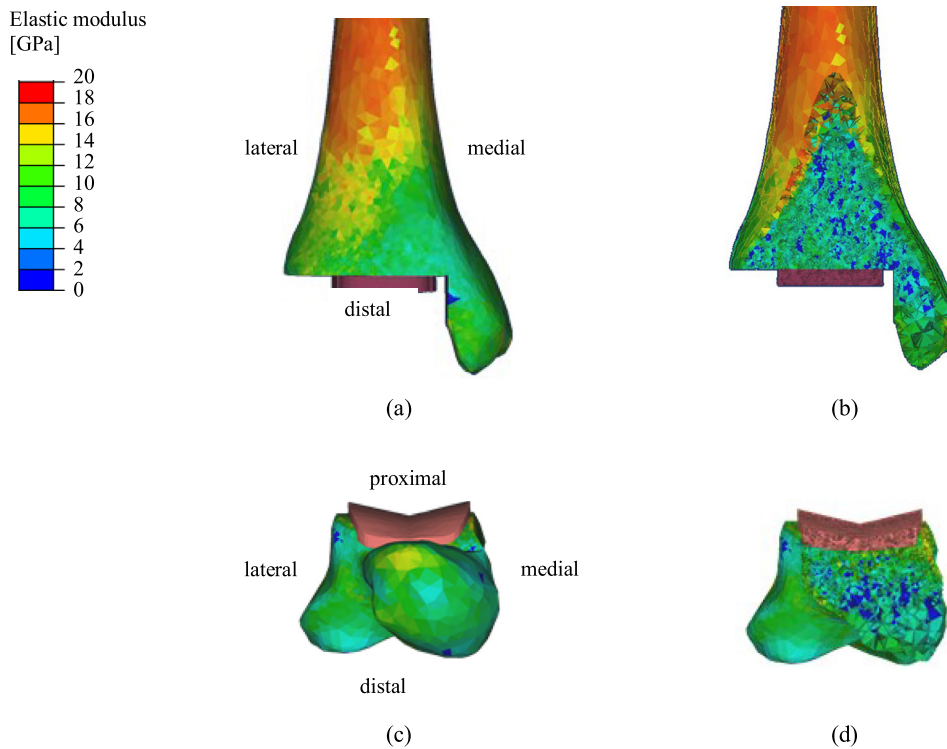 Elastic modulus
[GPa]
20
18
16
14
12
10
8
6
4
2
0
lateral
medial
distal
(a)
(b)
proximal
lateral
medial
distal
(c)
(d)